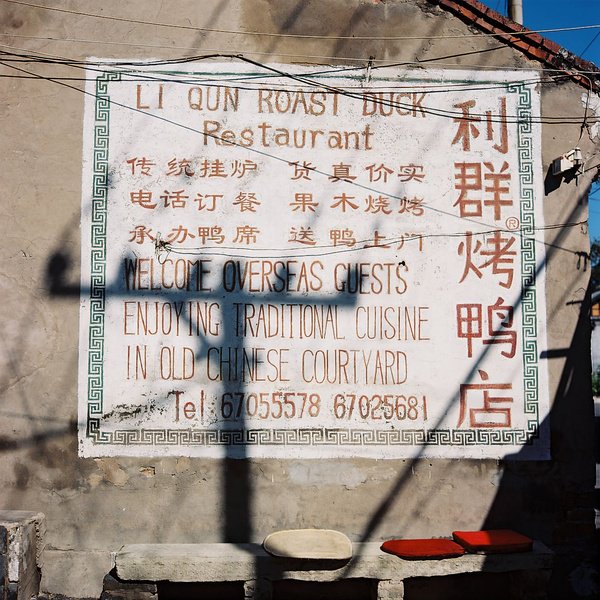 LI QUN ROAST DUCK
Restaurant
传统挂炉 货真价实
电话订餐 果木烧烤
承办鸭席 送鸭上门
WELCOME OVERSEAS GUESTS
ENJOYING TRADITIONAL CUISINE
IN OLD CHINESE COURTYARD
Tel: 67055578 67025681
利群®烤鸭店